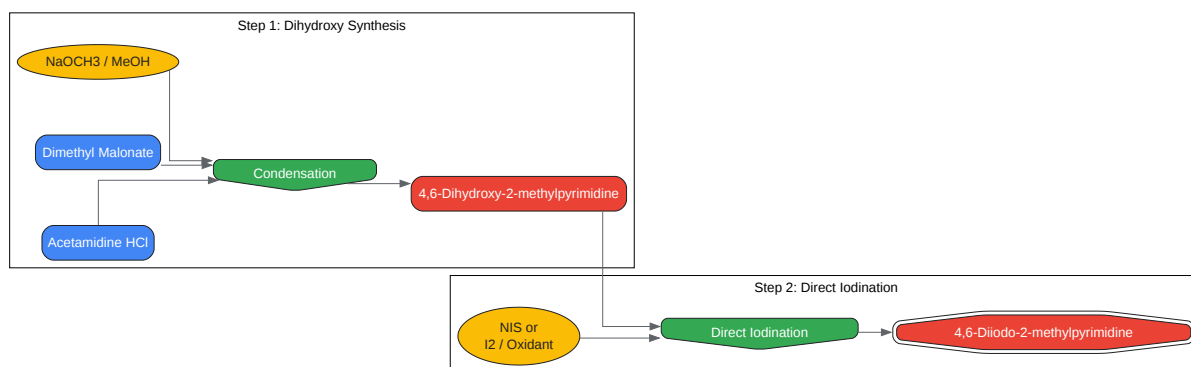 Step 1: Dihydroxy Synthesis
NaOCH3 / MeOH
Dimethyl Malonate
Condensation
4,6-Dihydroxy-2-methylpyrimidine
Acetamidine HCl
Step 2: Direct Iodination
NIS or
I2 / Oxidant
Direct Iodination
4,6-Diiodo-2-methylpyrimidine